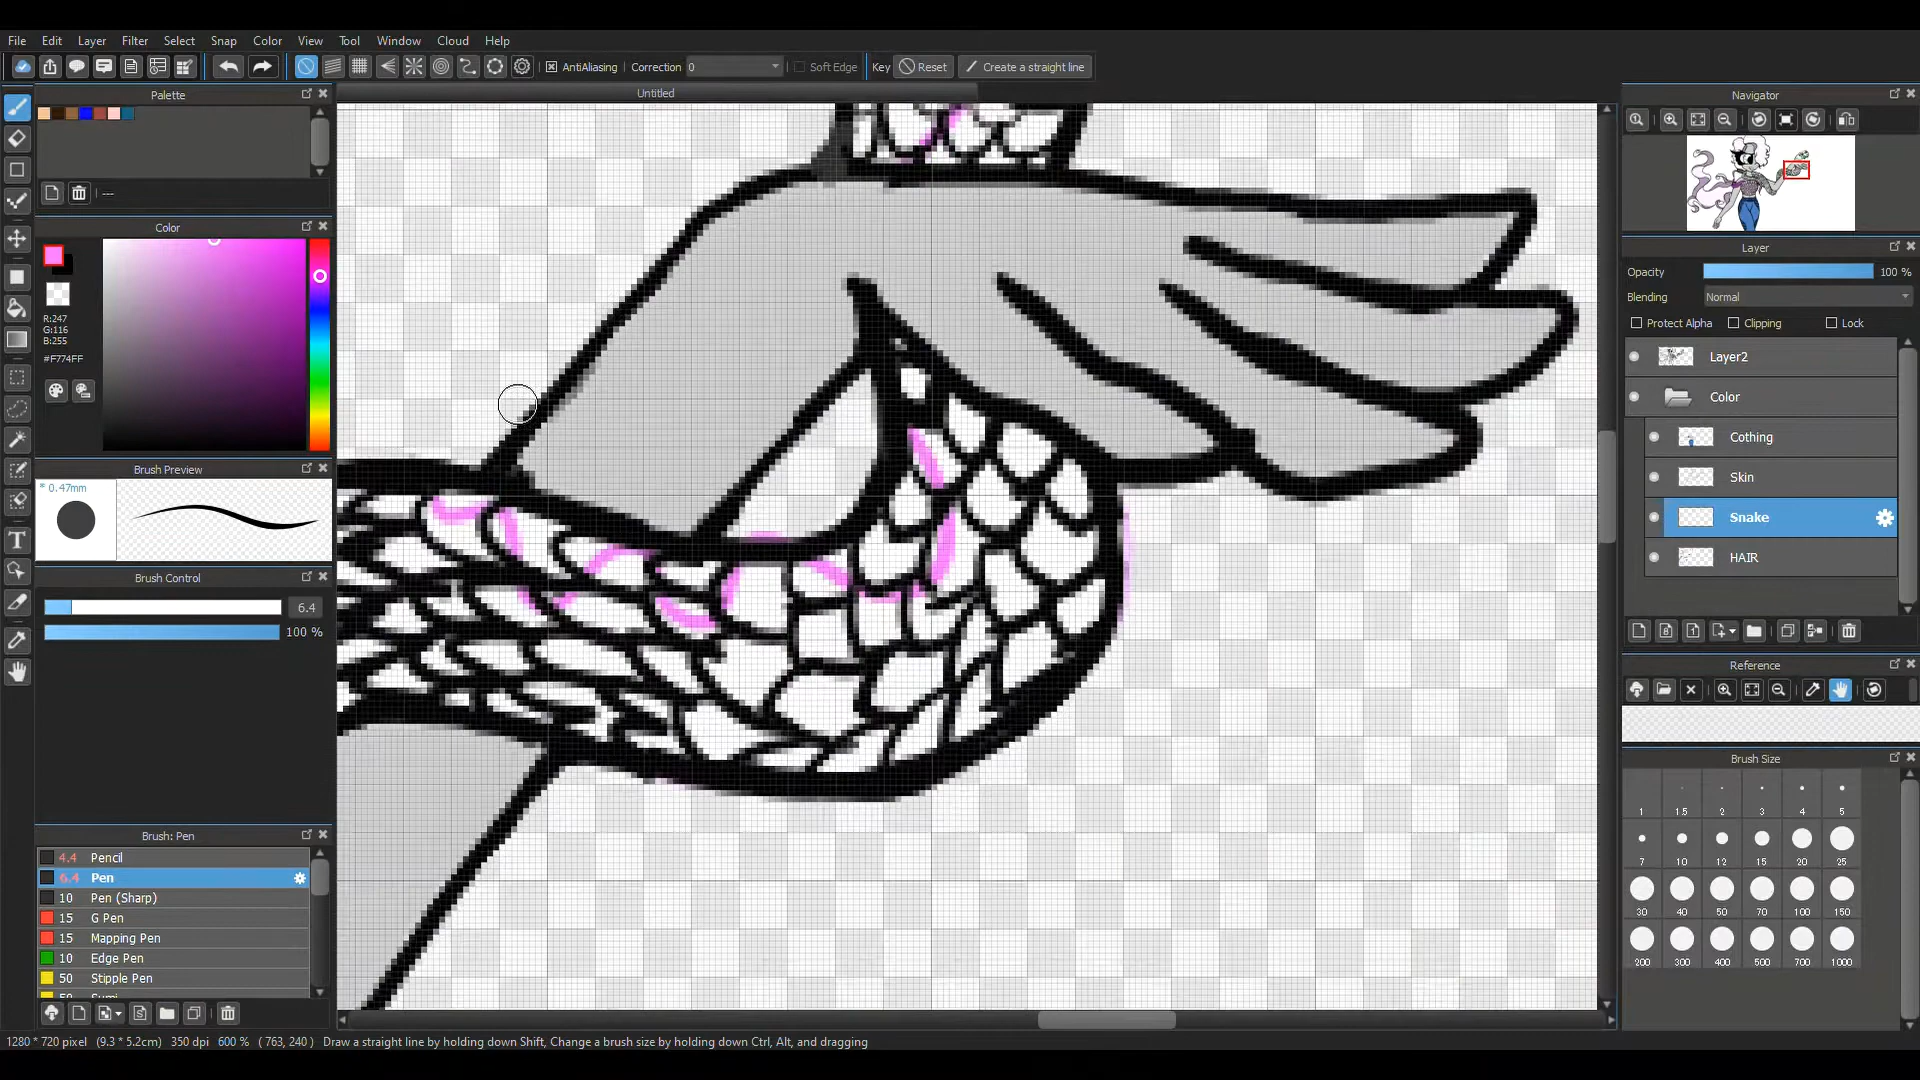 File Edit Layer Filter Select Snap Color View Tool Window Cloud Help
AntiAliasing Correction 0 Soft Edge Key Reset Create a straight line
Palette
Untitled
---
Color
R:247
G:116
B:255
#F774FF
Brush Preview
* 0.47mm
Brush Control
6.4
100 %
Brush: Pen
4.4 Pencil
6.4 Pen
10 Pen (Sharp)
15 G Pen
15 Mapping Pen
10 Edge Pen
50 Stipple Pen
50 Sumi
1280 * 720 pixel (9.3 * 5.2cm) 350 dpi 600 % ( 763, 240 ) Draw a straight line by holding down Shift, Change a brush size by holding down Ctrl, Alt, and dragging
Navigator
Layer
Opacity 100 %
Blending Normal
Protect Alpha Clipping Lock
Layer2
Color
Cothing
Skin
Snake
HAIR
Reference
Brush Size
1 1.5 2 3 4 5
7 10 12 15 20 25
30 40 50 70 100 150
200 300 400 500 700 1000